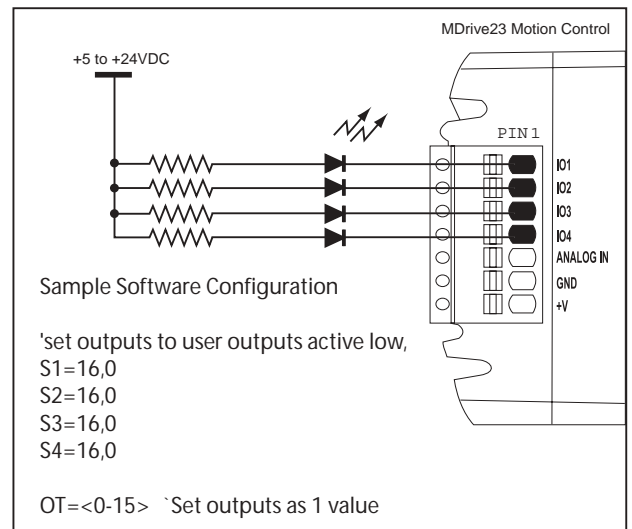 MDrive23 Motion Control
+5 to +24VDC
PIN1
IO1
IO2
IO3
IO4
ANALOG IN
GND
+V
Sample Software Configuration
'set outputs to user outputs active low,
S1=16,0
S2=16,0
S3=16,0
S4=16,0
OT=<0-15> `Set outputs as 1 value